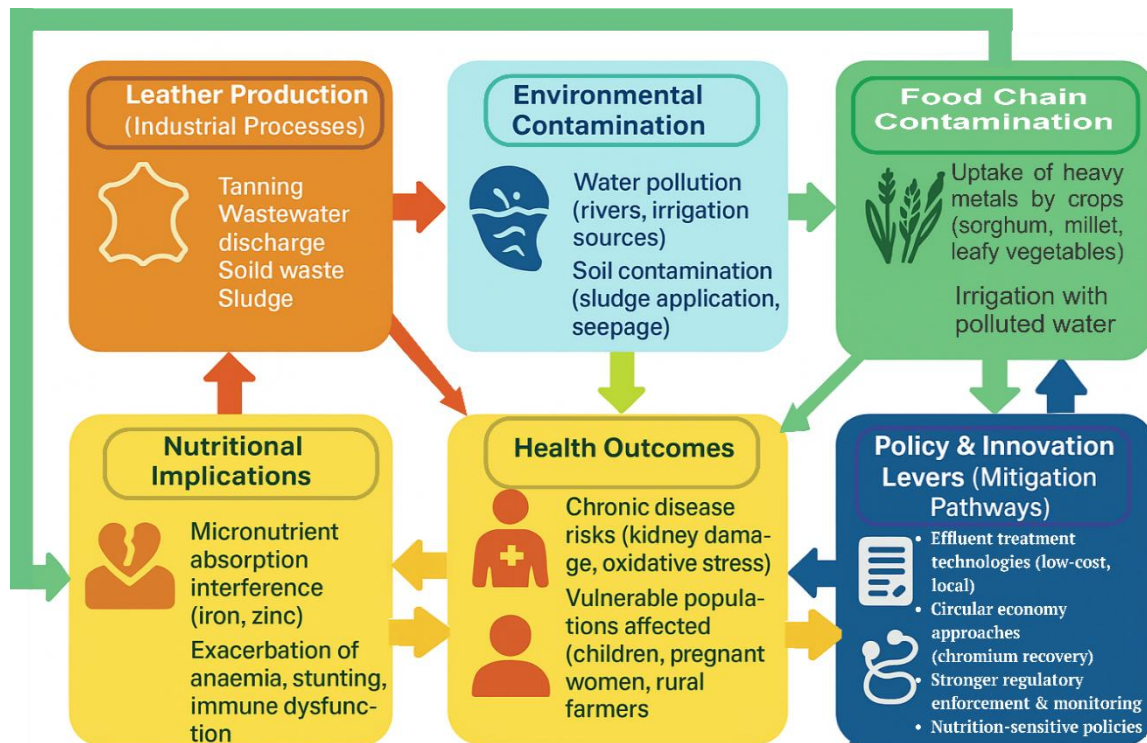 Leather Production
(Industrial Processes)
Tanning
Wastewater
discharge
Soild waste
Sludge
Environmental
Contamination
Water pollution
(rivers, irrigation
sources)
Soil contamination
(sludge application,
seepage)
Food Chain
Contamination
Uptake of heavy
metals by crops
(sorghum, millet,
leafy vegetables)
Irrigation with
polluted water
Nutritional
Implications
Micronutrient
absorption
interference
(iron, zinc)
Exacerbation of
anaemia, stunting,
immune dysfunc-
tion
Health Outcomes
Chronic disease
risks (kidney dama-
ge, oxidative stress)
Vulnerable popula-
tions affected
(children, pregnant
women, rural
farmers
Policy & Innovation
Levers (Mitigation
Pathways)
• Effluent treatment
technologies (low-cost,
local)
• Circular economy
approaches
(chromium recovery)
• Stronger regulatory
enforcement & monitoring
• Nutrition-sensitive policies